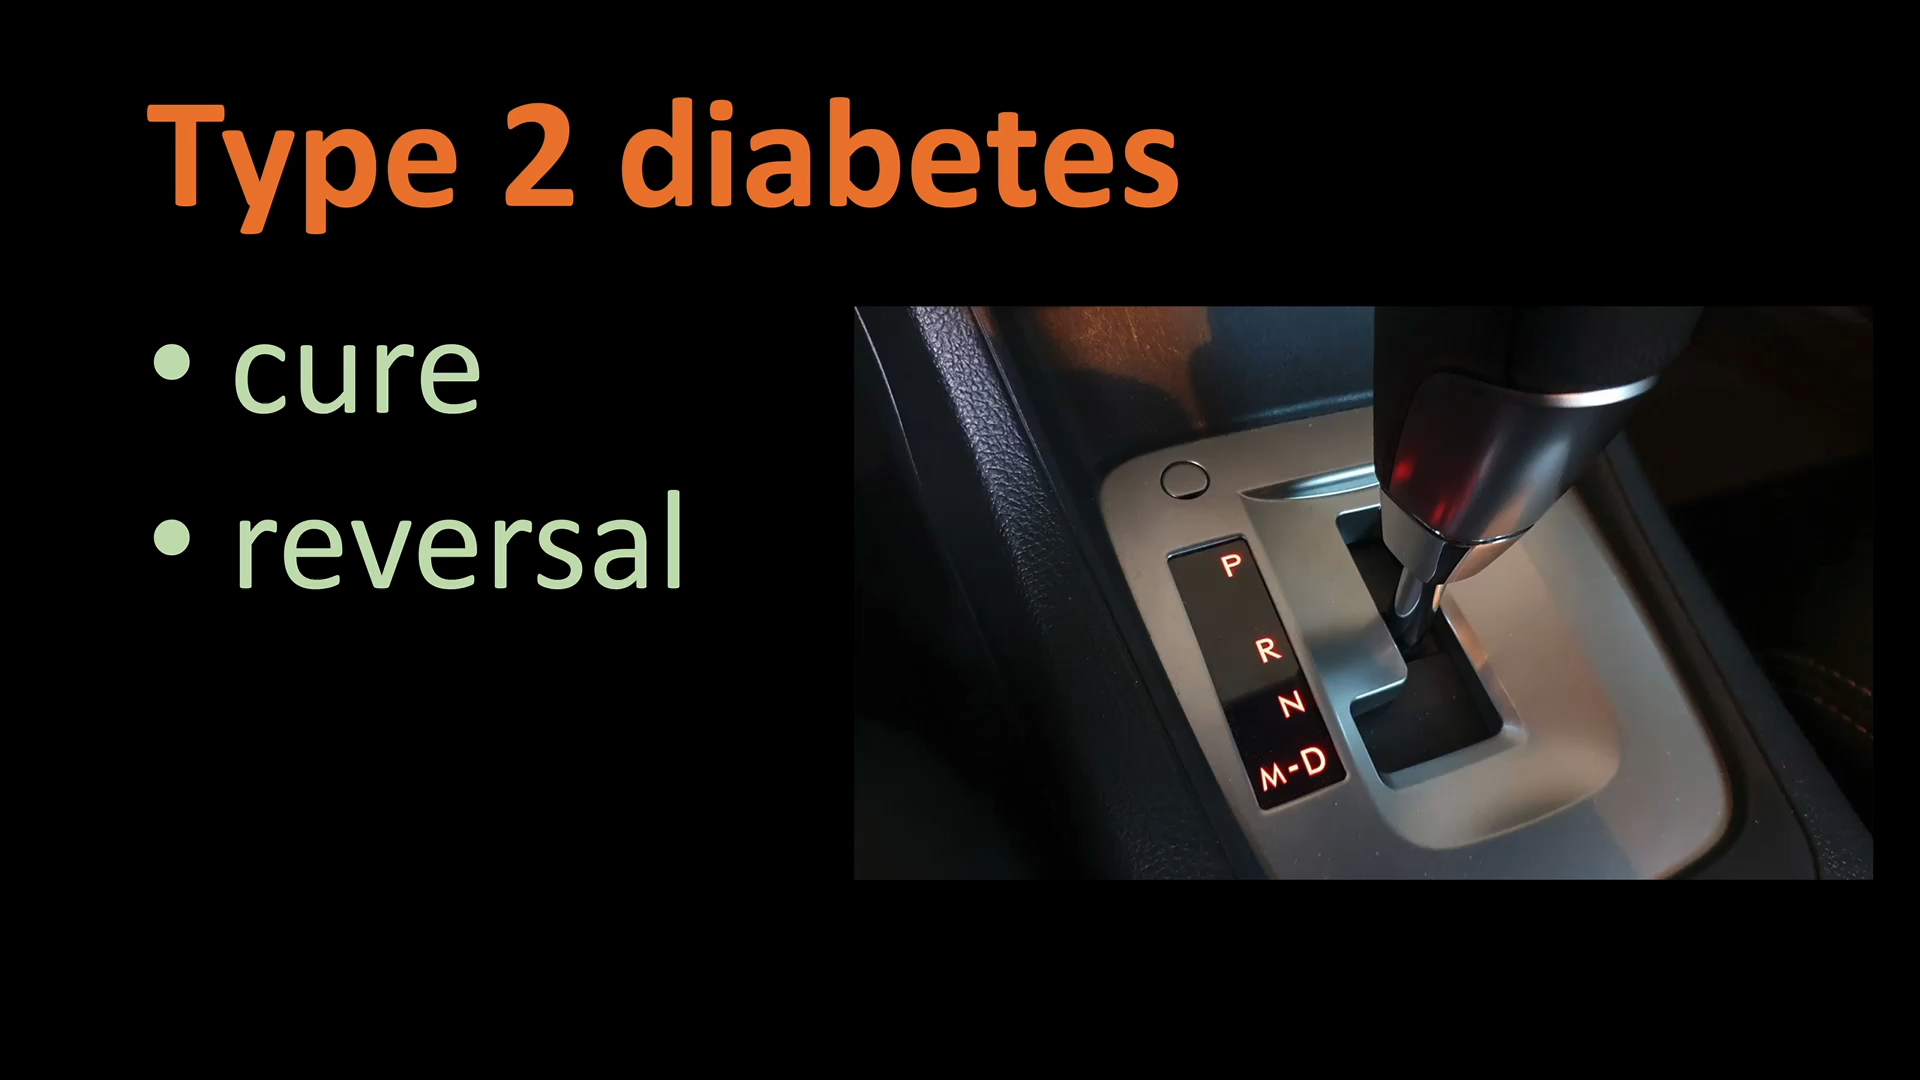 Type 2 diabetes
• cure
• reversal
P
R
N
M-D